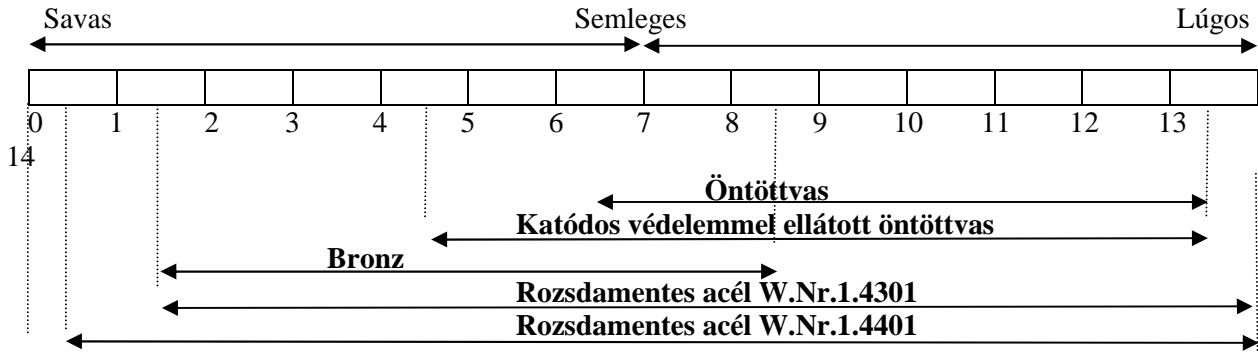 Savas Semleges Lúgos
0 1 2 3 4 5 6 7 8 9 10 11 12 13
14
Öntöttvas
Katódos védelemmel ellátott öntöttvas
Bronz
Rozsdamentes acél W.Nr.1.4301
Rozsdamentes acél W.Nr.1.4401